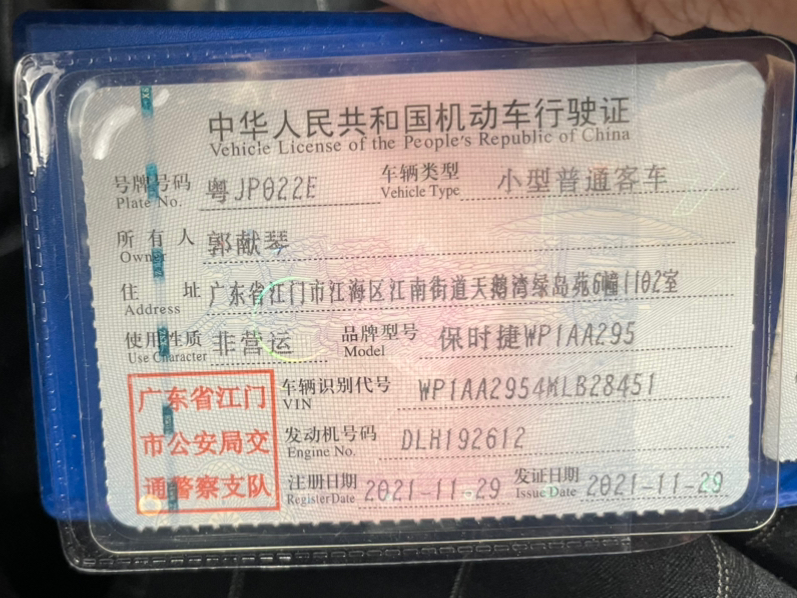 中华人民共和国机动车行驶证
Vehicle License of the People's Republic of China
号牌号码 粤JP022E 车辆类型 小型普通客车
Plate No. Vehicle Type
所有人 郭献琴
Owner
住址 广东省江门市江海区江南街道天鹅湾绿岛苑6幢1102室
Address
使用性质 非营运 品牌型号 保时捷WP1AA295
Use Character Model
广东省江门 车辆识别代号 WP1AA2954MLB28451
VIN
市公安局交 发动机号码 DLH192612
Engine No.
通警察支队 注册日期 2021-11-29 发证日期 2021-11-29
Register Date Issue Date